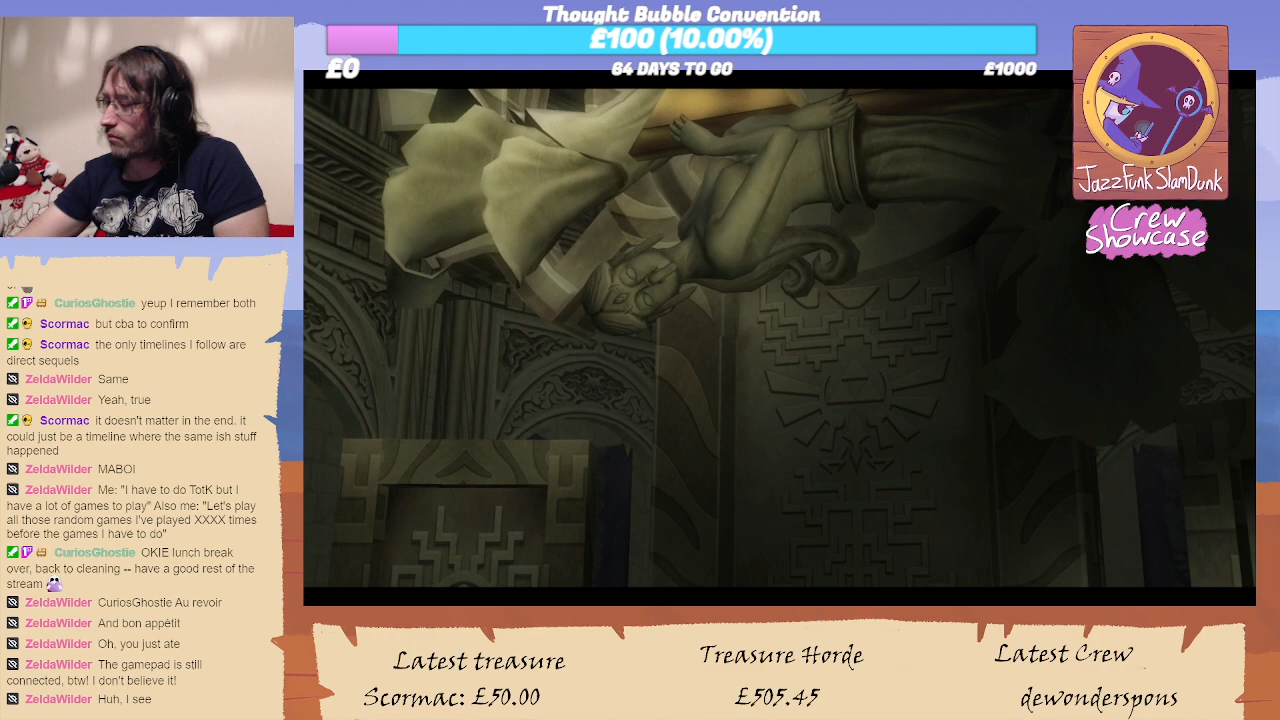 Thought Bubble Convention
£100 (10.00%)
£0
64 DAYS TO GO
£1000
JazzFunkSlamDunk
Crew
Showcase
CuriosGhostie yeup I remember both
Scormac but cba to confirm
Scormac the only timelines I follow are
direct sequels
ZeldaWilder Same
ZeldaWilder Yeah, true
Scormac it doesn't matter in the end. it
could just be a timeline where the same ish stuff
happened
ZeldaWilder MABOI
ZeldaWilder Me: "I have to do TotK but I
have a lot of games to play" Also me: "Let's play
all those random games I've played XXXX times
before the games I have to do"
CuriosGhostie OKIE lunch break
over, back to cleaning -- have a good rest of the
stream
ZeldaWilder CuriosGhostie Au revoir
ZeldaWilder And bon appétit
ZeldaWilder Oh, you just ate
ZeldaWilder The gamepad is still
connected, btw! I don't believe it!
ZeldaWilder Huh, I see
Latest treasure
Scormac: £50.00
Treasure Horde
£505.45
Latest Crew
dewonderspons